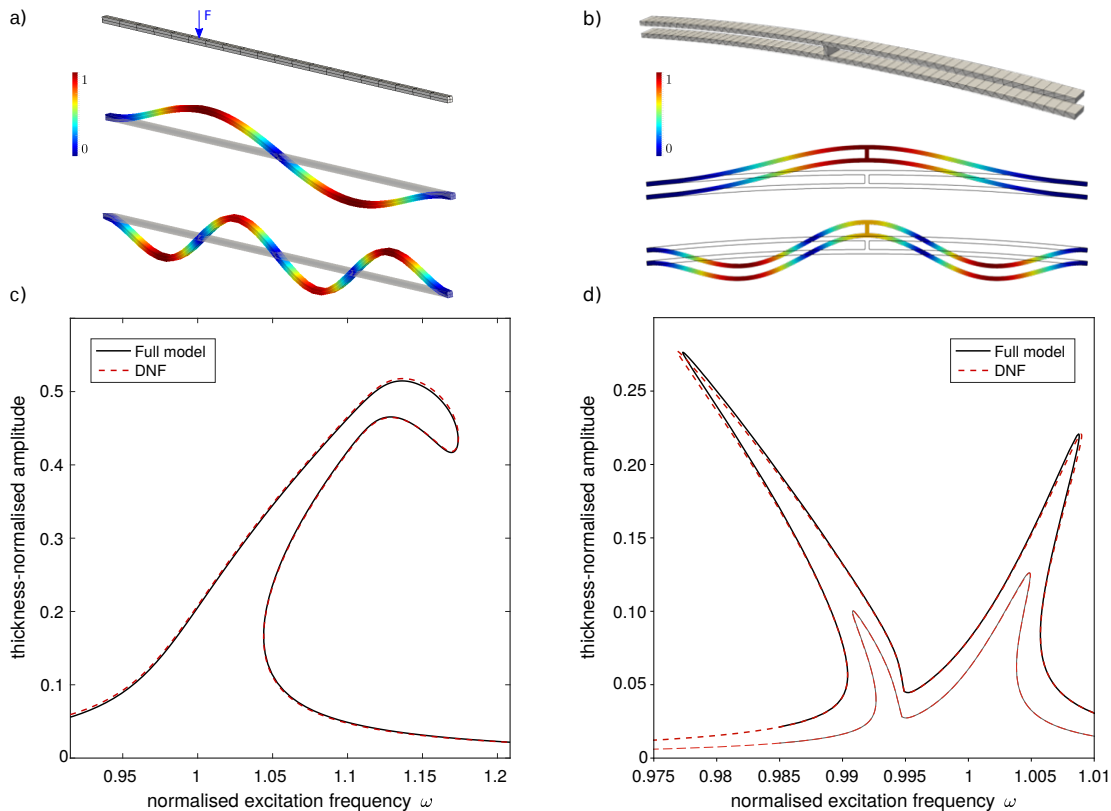 a)
F
1
0
b)
1
0
c)
Full model
DNF
0.5
0.4
0.3
0.2
0.1
0
0.95
1
1.05
1.1
1.15
1.2
thickness-normalised amplitude
normalised excitation frequency ω
d)
Full model
DNF
0.25
0.20
0.15
0.10
0.05
0
0.975
0.98
0.985
0.99
0.995
1
1.005
1.01
thickness-normalised amplitude
normalised excitation frequency ω